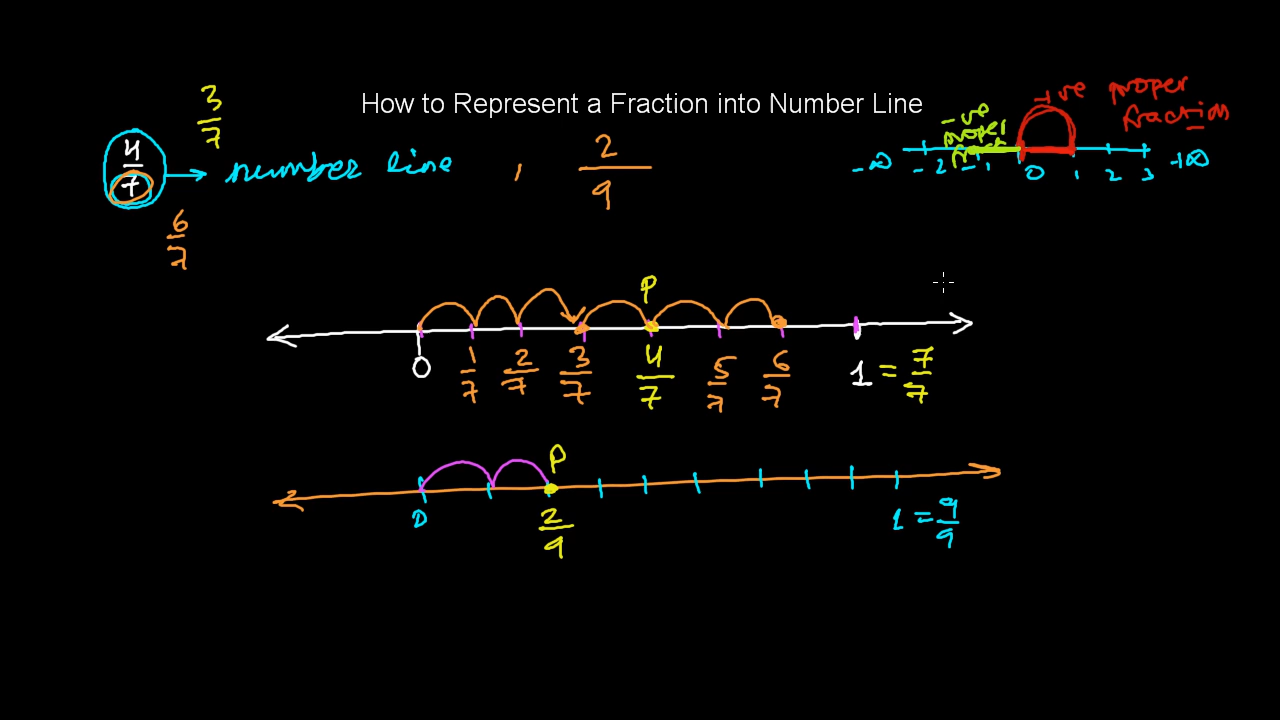 How to Represent a Fraction into Number Line
3/7
4/7 → number line , 2/9
6/7
-ve proper fract
+ve proper fraction
-∞ -2 -1 0 1 2 3 +∞
P
0 1/7 2/7 3/7 4/7 5/7 6/7 1 = 7/7
P
0 2/9 1 = 9/9